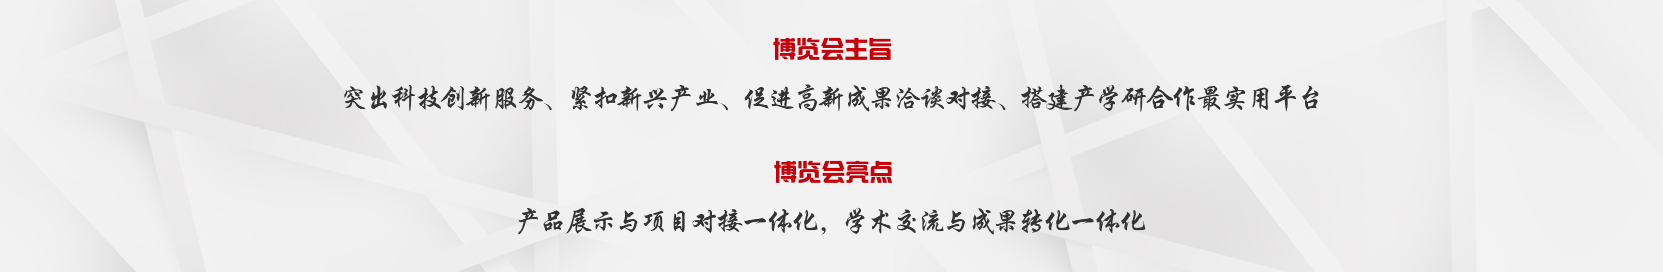 博览会主旨
突出科技创新服务、紧扣新兴产业、促进高新成果洽谈对接、搭建产学研合作最实用平台
博览会亮点
产品展示与项目对接一体化，学术交流与成果转化一体化